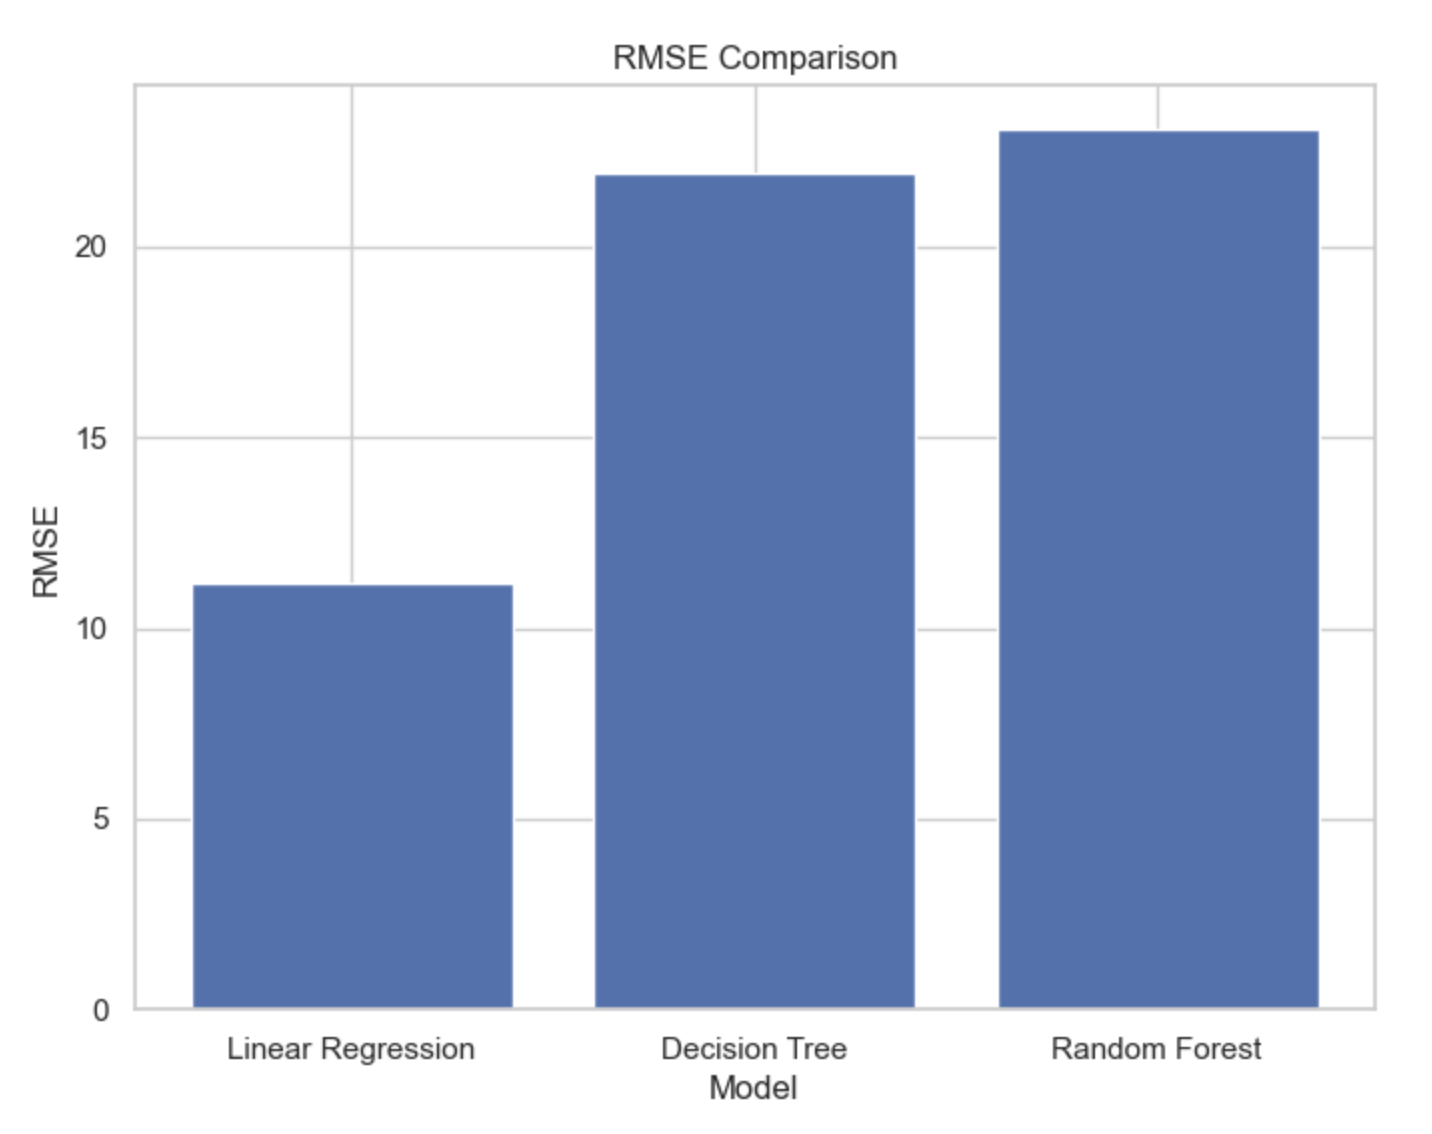 RMSE Comparison
20
15
10
5
0
RMSE
Linear Regression
Decision Tree
Random Forest
Model